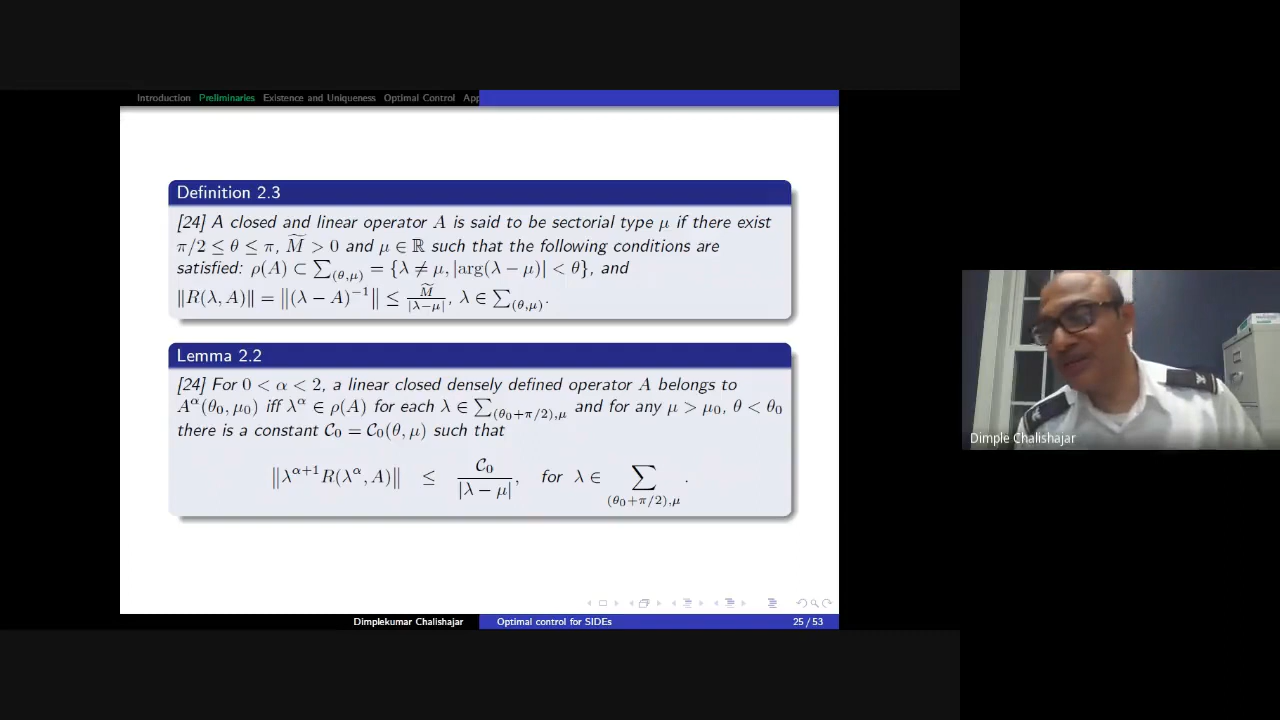 Introduction Preliminaries Existence and Uniqueness Optimal Control App
Definition 2.3
[24] A closed and linear operator A is said to be sectorial type μ if there exist
π/2 ≤ θ ≤ π, M̃ > 0 and μ ∈ ℝ such that the following conditions are
satisfied: ρ(A) ⊂ ∑_(θ,μ) = {λ ≠ μ, |arg(λ − μ)| < θ}, and
‖R(λ, A)‖ = ‖(λ − A)^−1‖ ≤ M̃/|λ−μ|, λ ∈ ∑_(θ,μ).
Lemma 2.2
[24] For 0 < α < 2, a linear closed densely defined operator A belongs to
A^α(θ₀, μ₀) iff λ^α ∈ ρ(A) for each λ ∈ ∑_(θ₀+π/2),μ and for any μ > μ₀, θ < θ₀
there is a constant C₀ = C₀(θ, μ) such that
‖λ^α+1 R(λ^α, A)‖ ≤ C₀/|λ − μ|, for λ ∈ ∑_(θ₀+π/2),μ .
Dimple Chalishajar
Dimplekumar Chalishajar Optimal control for SIDEs 25 / 53